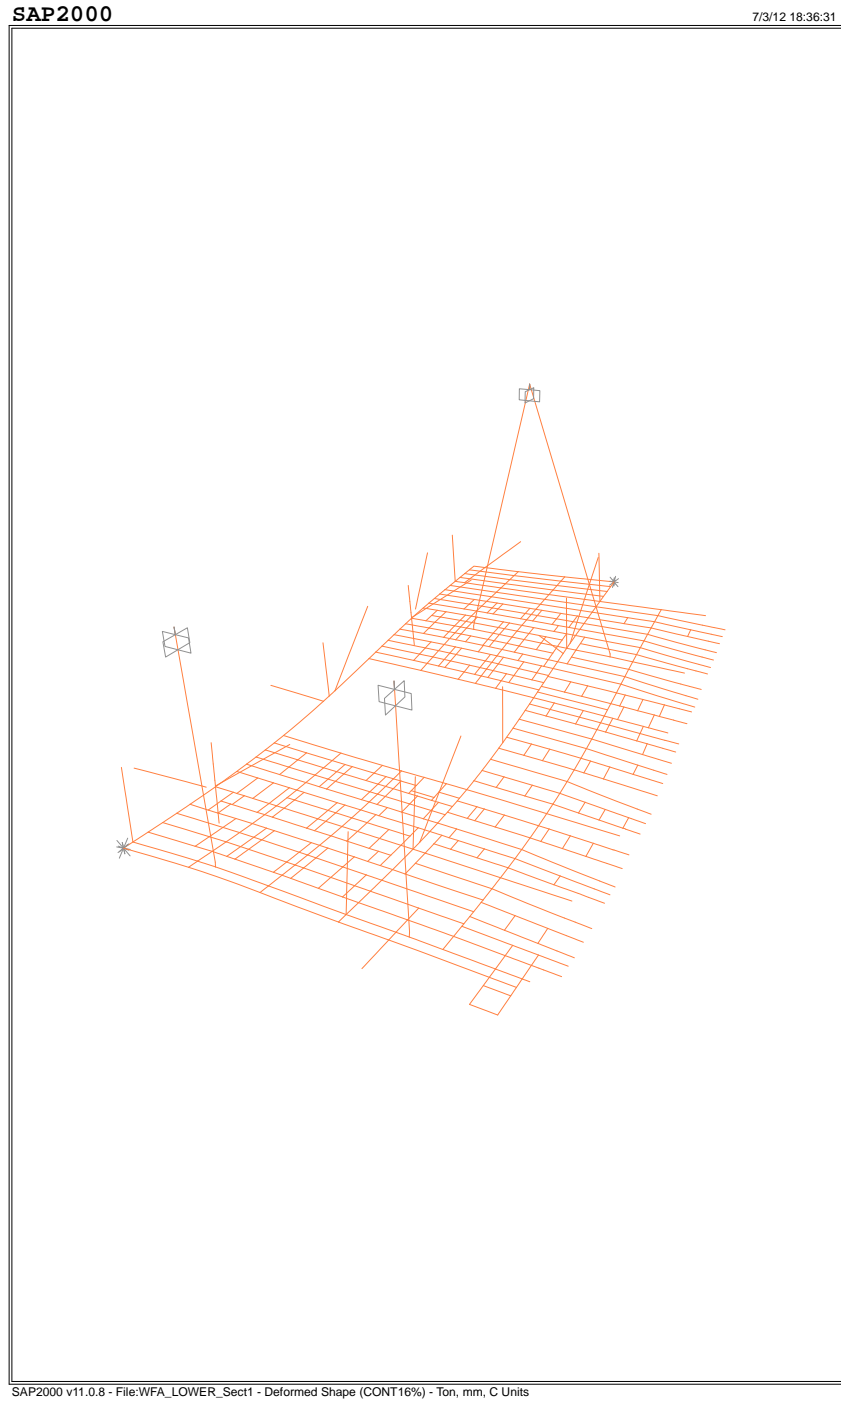 SAP2000
7/3/12 18:36:31
SAP2000 v11.0.8 - File:WFA_LOWER_Sect1 - Deformed Shape (CONT16%) - Ton, mm, C Units